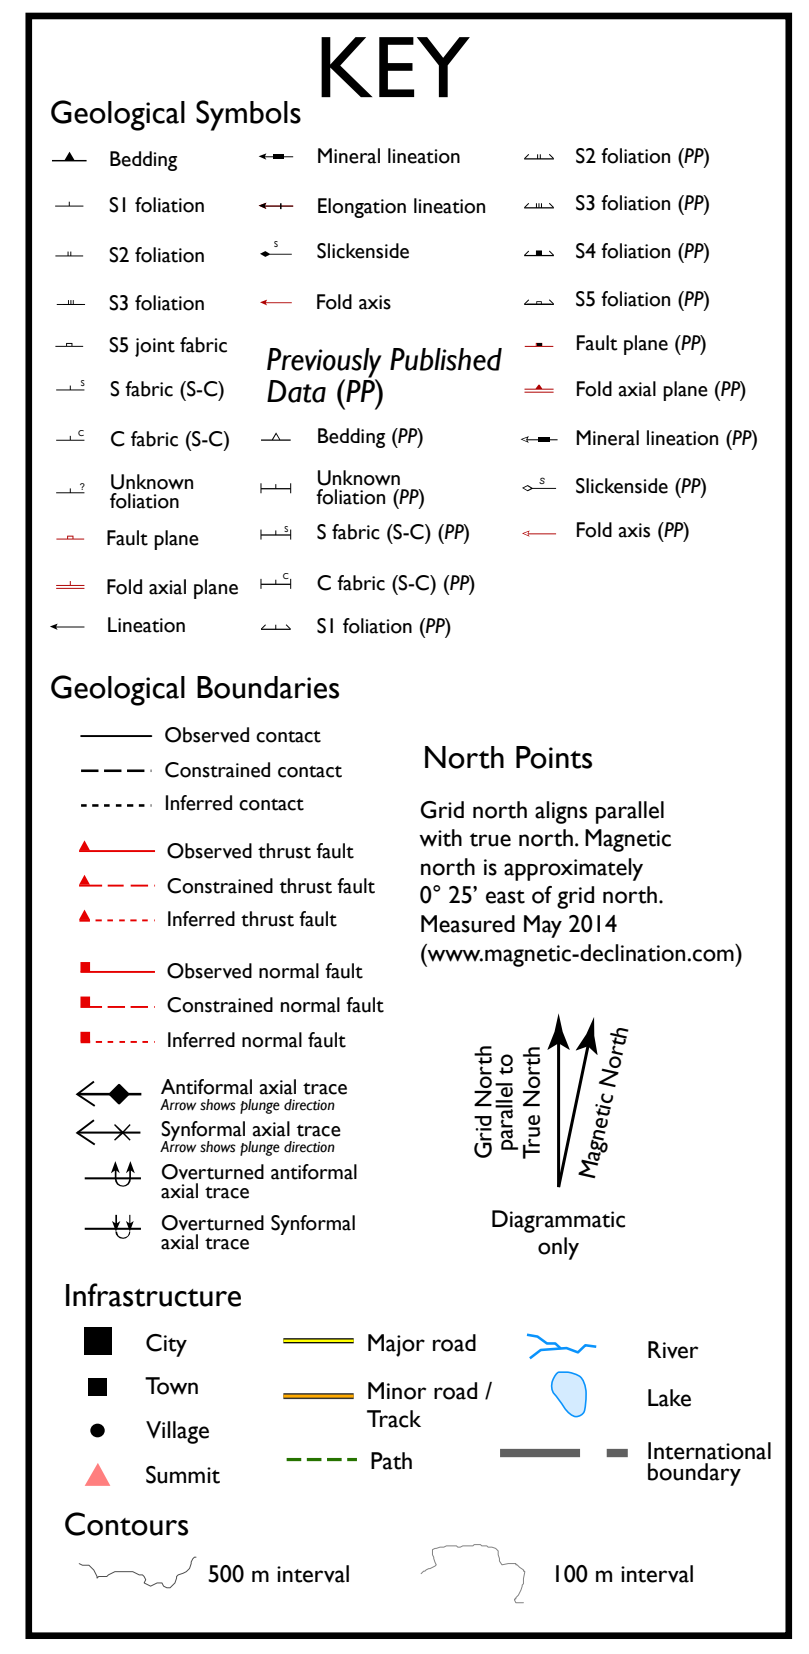 KEY
Geological Symbols
Bedding
S1 foliation
S2 foliation
S3 foliation
S5 joint fabric
S
S fabric (S-C)
C
C fabric (S-C)
?
Unknown
foliation
Fault plane
Fold axial plane
Lineation
Mineral lineation
Elongation lineation
S
Slickenside
Fold axis
Previously Published
Data (PP)
Bedding (PP)
Unknown
foliation (PP)
S
S fabric (S-C) (PP)
C
C fabric (S-C) (PP)
S1 foliation (PP)
S2 foliation (PP)
S3 foliation (PP)
S4 foliation (PP)
S5 foliation (PP)
Fault plane (PP)
Fold axial plane (PP)
Mineral lineation (PP)
S
Slickenside (PP)
Fold axis (PP)
Geological Boundaries
Observed contact
Constrained contact
Inferred contact
Observed thrust fault
Constrained thrust fault
Inferred thrust fault
Observed normal fault
Constrained normal fault
Inferred normal fault
Antiformal axial trace
Arrow shows plunge direction
Synformal axial trace
Arrow shows plunge direction
Overturned antiformal
axial trace
Overturned Synformal
axial trace
North Points
Grid north aligns parallel
with true north. Magnetic
north is approximately
0° 25’ east of grid north.
Measured May 2014
(www.magnetic-declination.com)
Grid North
parallel to
True North
Magnetic North
Diagrammatic
only
Infrastructure
City
Town
Village
Summit
Major road
Minor road /
Track
Path
River
Lake
International
boundary
Contours
500 m interval
100 m interval